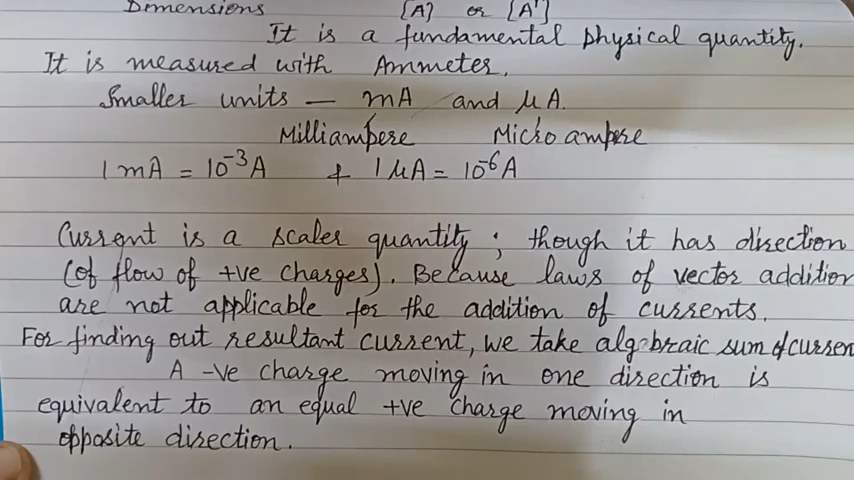 Dimensions [A] or [A¹]
It is a fundamental physical quantity.
It is measured with Ammeter.
Smaller units — mA and μA.
Milliampere Micro ampere
1 mA = 10⁻³A + 1 μA = 10⁻⁶A
Current is a scaler quantity ; though it has direction
(of flow of +ve charges). Because laws of vector addition
are not applicable for the addition of currents.
For finding out resultant current, we take algebraic sum of curren
A -ve charge moving in one direction is
equivalent to an equal +ve charge moving in
opposite direction.